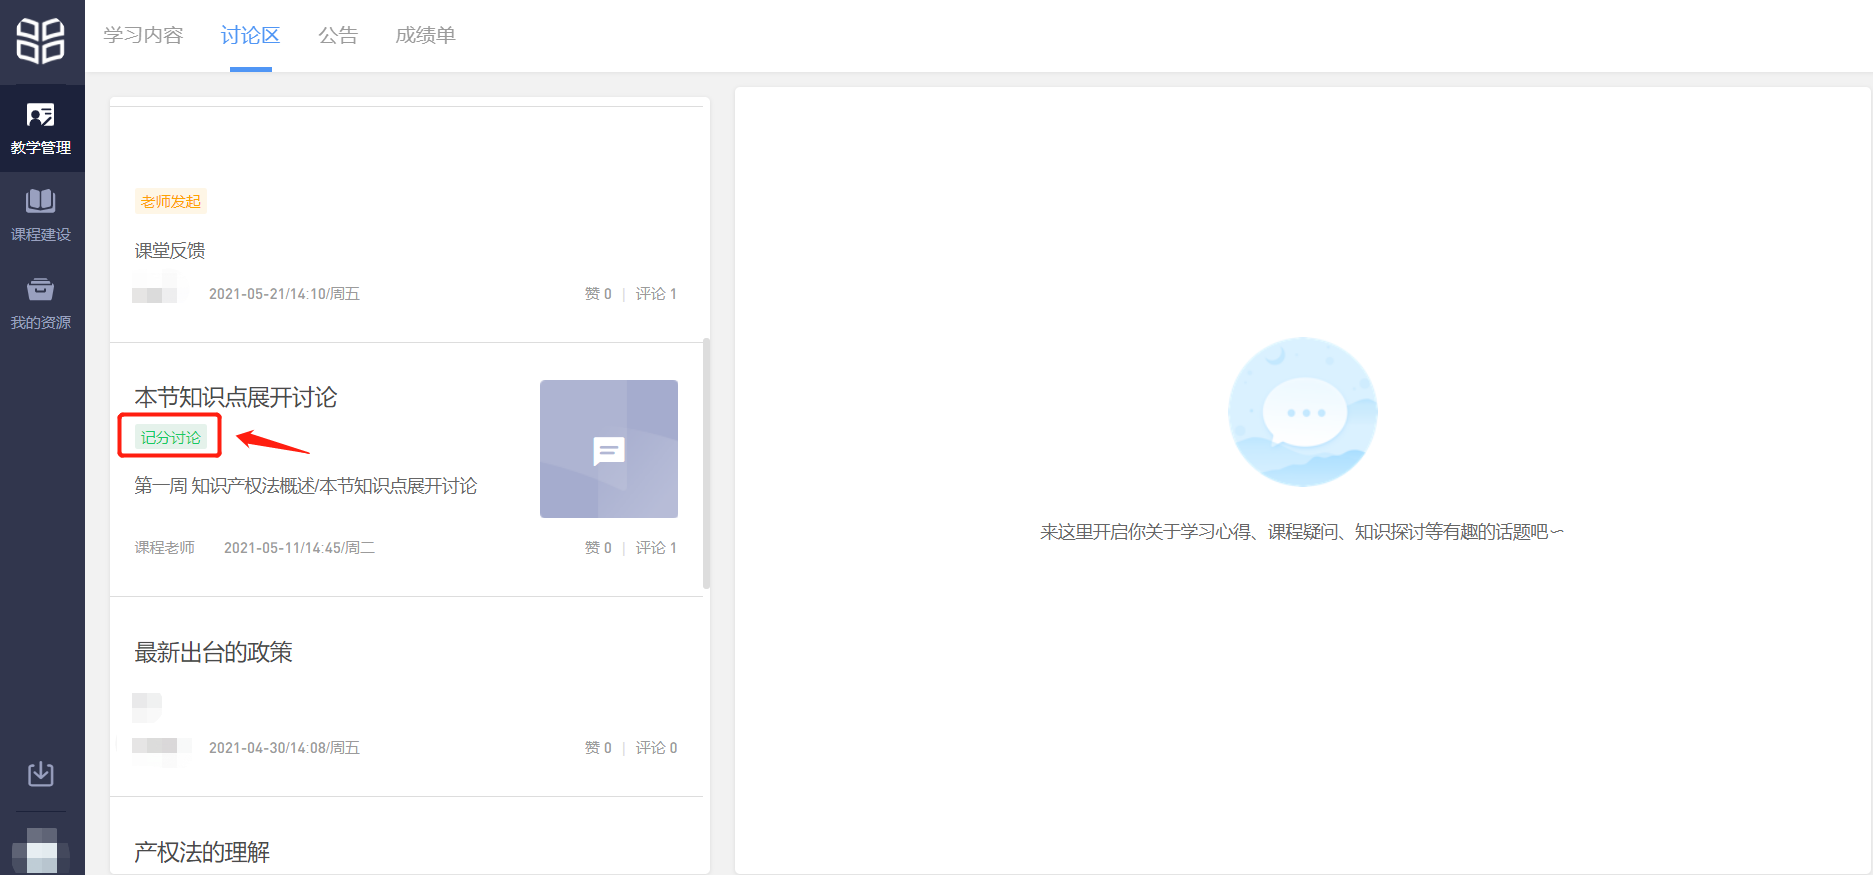 学习内容 讨论区 公告 成绩单
教学管理
课程建设
我的资源
老师发起
课堂反馈
2021-05-21/14:10/周五 赞 0 | 评论 1
本节知识点展开讨论
记分讨论
第一周 知识产权法概述/本节知识点展开讨论
课程老师 2021-05-11/14:45/周二 赞 0 | 评论 1
最新出台的政策
2021-04-30/14:08/周五 赞 0 | 评论 0
产权法的理解
来这里开启你关于学习心得、课程疑问、知识探讨等有趣的话题吧~